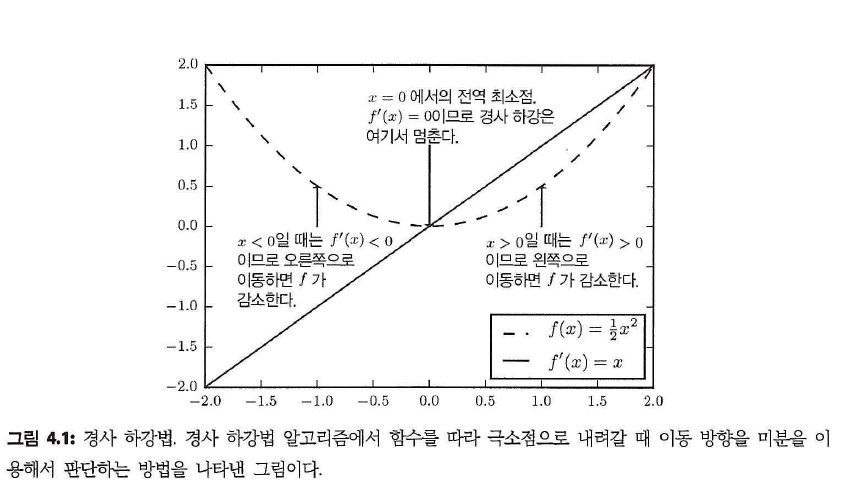 2.0
1.5
1.0
0.5
0.0
−0.5
−1.0
−1.5
−2.0
x = 0 에서의 전역 최소점.
f′(x) = 0이므로 경사 하강은
여기서 멈춘다.
x < 0일 때는 f′(x) < 0
이므로 오른쪽으로
이동하면 f 가
감소한다.
x > 0일 때는 f′(x) > 0
이므로 왼쪽으로
이동하면 f 가 감소한다.
f(x) = ½x²
f′(x) = x
−2.0 −1.5 −1.0 −0.5 0.0 0.5 1.0 1.5 2.0
그림 4.1: 경사 하강법. 경사 하강법 알고리즘에서 함수를 따라 극소점으로 내려갈 때 이동 방향을 미분을 이
용해서 판단하는 방법을 나타낸 그림이다.